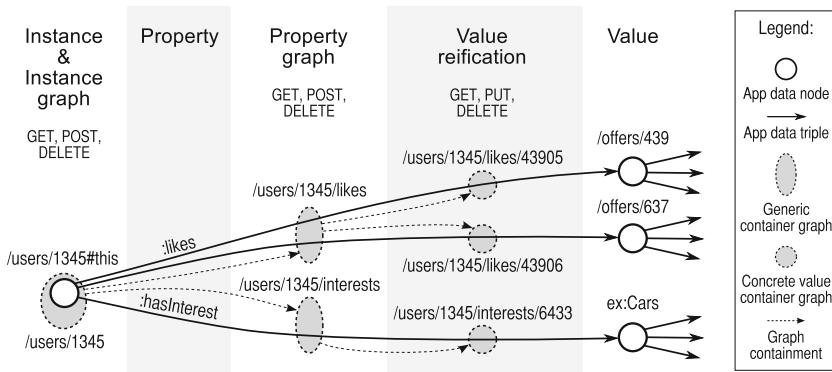 Instance
&
Instance
graph
GET, POST,
DELETE
Property
Property
graph
GET, POST,
DELETE
Value
reification
GET, PUT,
DELETE
Value
/users/1345#this
/users/1345
:likes
:hasInterest
/users/1345/likes
/users/1345/interests
/users/1345/likes/43905
/users/1345/likes/43906
/users/1345/interests/6433
/offers/439
/offers/637
ex:Cars
Legend:
App data node
App data triple
Generic
container graph
Concrete value
container graph
Graph
containment